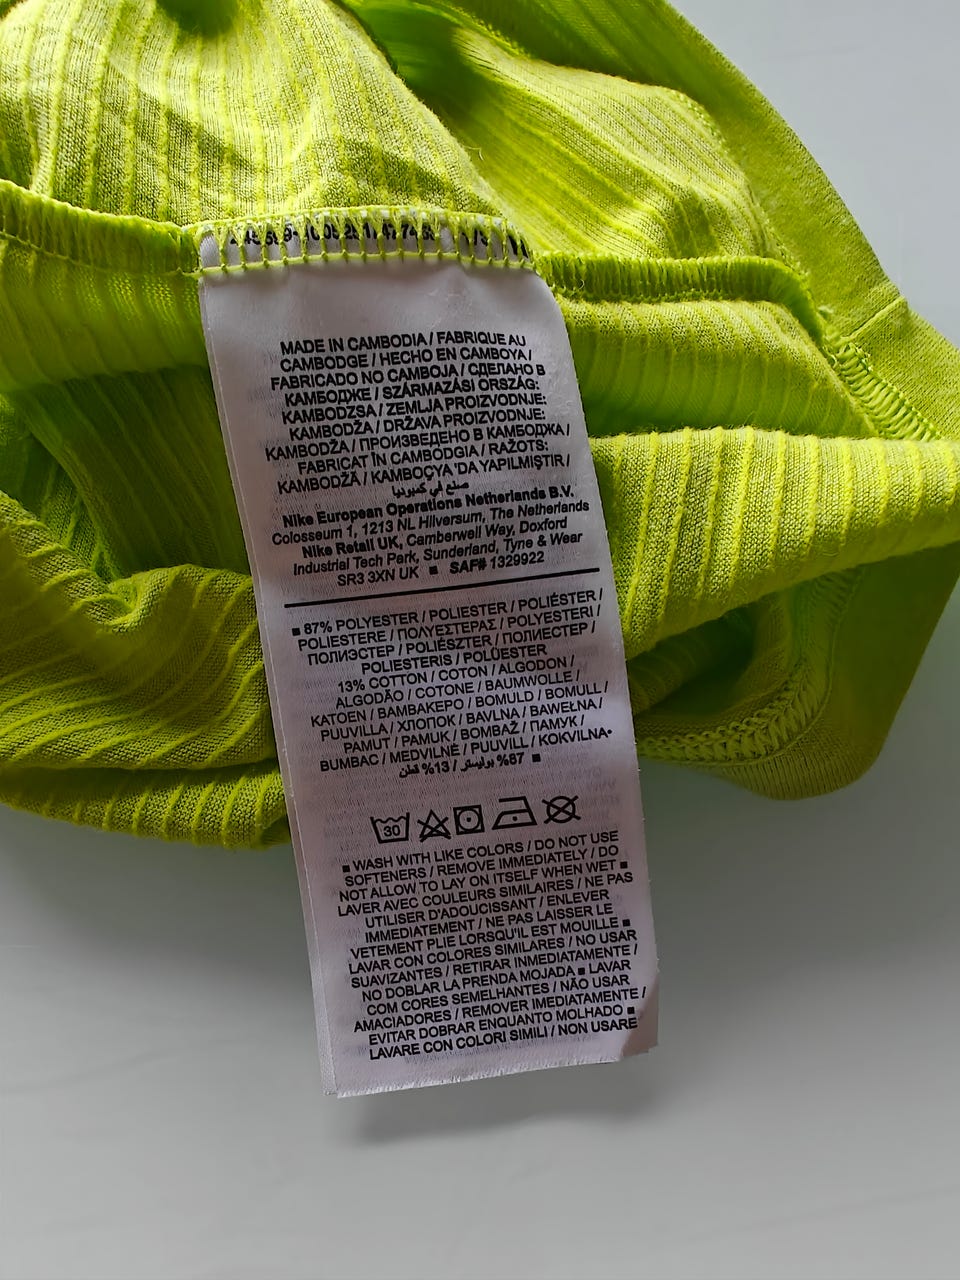 MADE IN CAMBODIA / FABRIQUE AU
CAMBODGE / HECHO EN CAMBOYA /
FABRICADO NO CAMBOJA / СДЕЛАНО В
КАМБОДЖЕ / SZÁRMAZÁSI ORSZÁG:
KAMBODZSA / ZEMLJA PROIZVODNJE:
KAMBODŽA / DRŽAVA PROIZVODNJE:
KAMBODŽA / ПРОИЗВЕДЕНО В КАМБОДЖА /
FABRICAT ÎN CAMBODGIA / RAŽOTS:
KAMBODŽĀ / KAMBOÇYA 'DA YAPILMIŞTIR /
صنع في كمبوديا
Nike European Operations Netherlands B.V.
Colosseum 1, 1213 NL Hilversum, The Netherlands
Nike Retail UK, Camberwell Way, Doxford
Industrial Tech Park, Sunderland, Tyne & Wear
SR3 3XN UK ■ SAF# 1329922
■ 87% POLYESTER / POLIESTER / POLIÉSTER /
POLIESTERE / ΠΟΛΥΕΣΤΕΡΑΣ / POLYESTERI /
ПОЛИЭСТЕР / POLIÉSZTER / ПОЛИЕСТЕР /
POLIESTERIS / POLÜESTER
13% COTTON / COTON / ALGODON /
ALGODÃO / COTONE / BAUMWOLLE /
KATOEN / ΒΑΜΒΑΚΕΡΟ / BOMULD / BOMULL /
PUUVILLA / ХЛОПОК / BAVLNA / BAWEŁNA /
PAMUT / PAMUK / BOMBAŽ / ПАМУК /
BUMBAC / MEDVILNĖ / PUUVILL / KOKVILNA•
87% بوليستر / 13% قطن ■
30
■ WASH WITH LIKE COLORS / DO NOT USE
SOFTENERS / REMOVE IMMEDIATELY / DO
NOT ALLOW TO LAY ON ITSELF WHEN WET ■
LAVER AVEC COULEURS SIMILAIRES / NE PAS
UTILISER D'ADOUCISSANT / ENLEVER
IMMEDIATEMENT / NE PAS LAISSER LE
VETEMENT PLIE LORSQU'IL EST MOUILLE ■
LAVAR CON COLORES SIMILARES / NO USAR
SUAVIZANTES / RETIRAR INMEDIATAMENTE /
NO DOBLAR LA PRENDA MOJADA ■ LAVAR
COM CORES SEMELHANTES / NÃO USAR
AMACIADORES / REMOVER IMEDIATAMENTE /
EVITAR DOBRAR ENQUANTO MOLHADO ■
LAVARE CON COLORI SIMILI / NON USARE